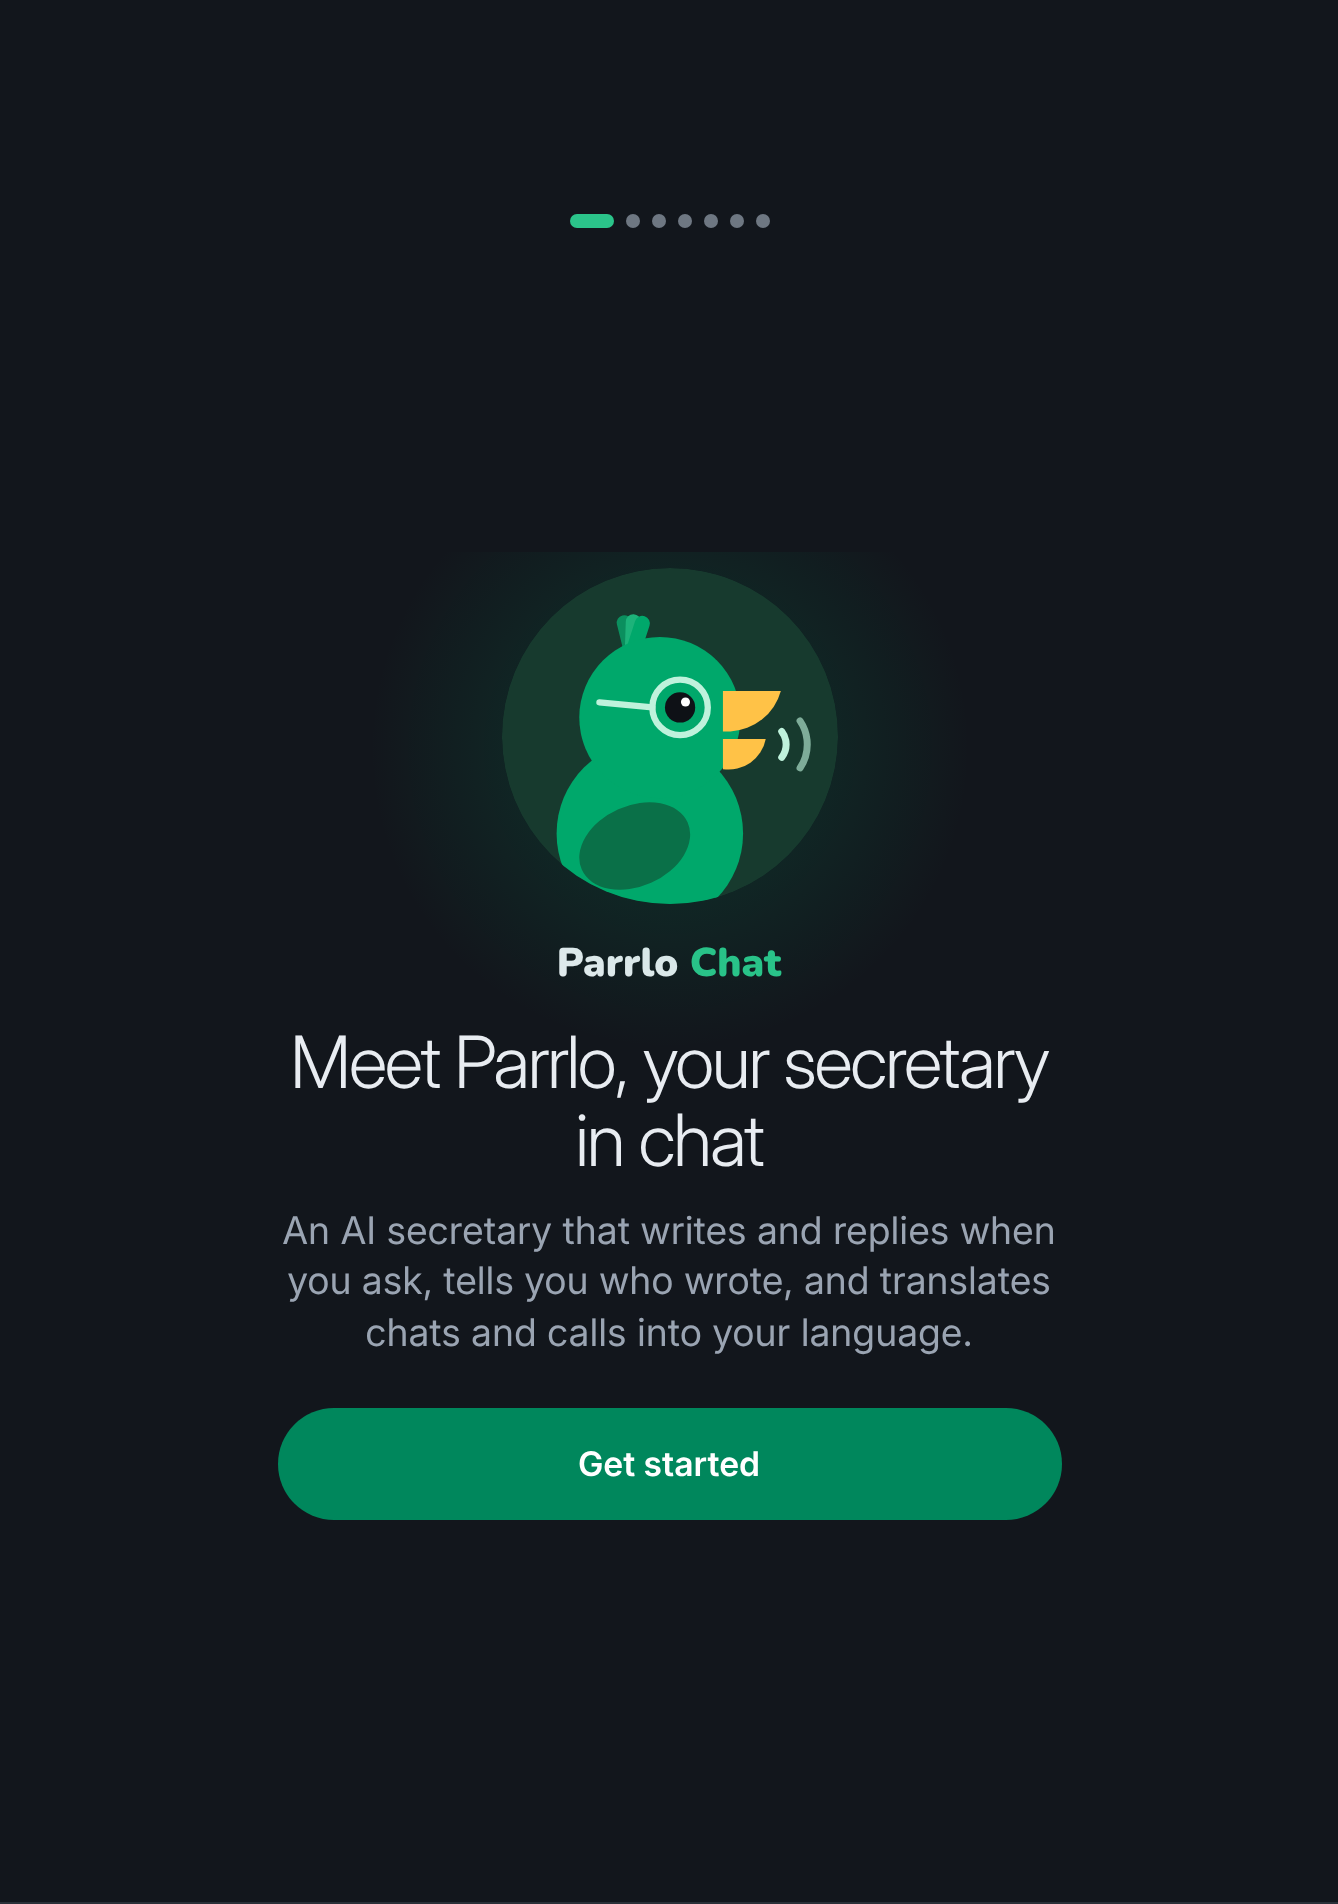 Parrlo Chat
Meet Parrlo, your secretary
in chat
An AI secretary that writes and replies when
you ask, tells you who wrote, and translates
chats and calls into your language.
Get started